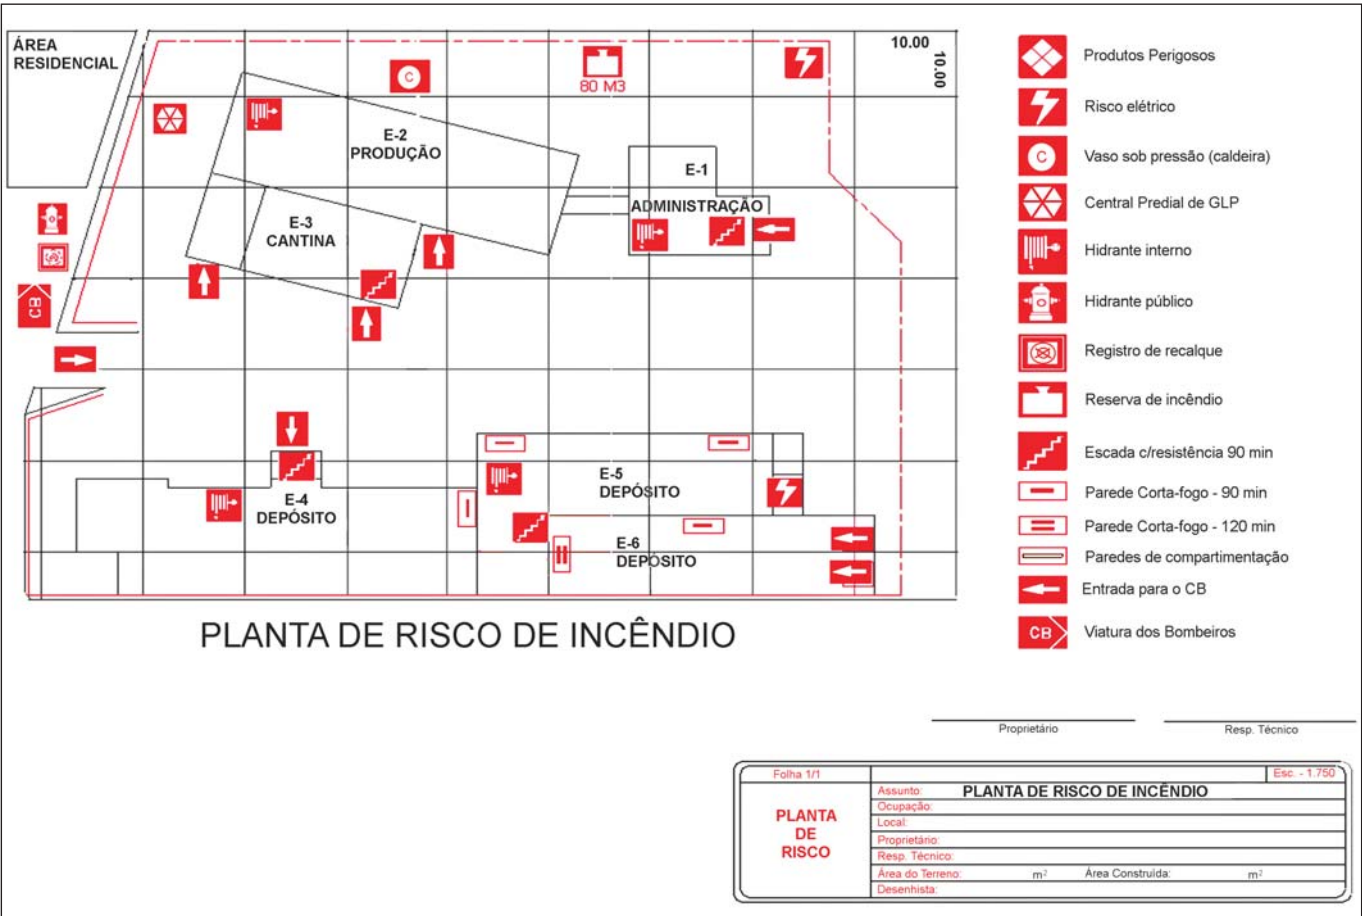 ÁREA
RESIDENCIAL
10.00
10.00
C
80 M3
E-2
PRODUÇÃO
E-1
ADMINISTRAÇÃO
E-3
CANTINA
CB
E-4
DEPÓSITO
E-5
DEPÓSITO
E-6
DEPÓSITO
PLANTA DE RISCO DE INCÊNDIO
Produtos Perigosos
Risco elétrico
C Vaso sob pressão (caldeira)
Central Predial de GLP
Hidrante interno
Hidrante público
Registro de recalque
Reserva de incêndio
Escada c/resistência 90 min
Parede Corta-fogo - 90 min
Parede Corta-fogo - 120 min
Paredes de compartimentação
Entrada para o CB
CB Viatura dos Bombeiros
Proprietário
Resp. Técnico
Folha 1/1
Esc. - 1.750
PLANTA
DE
RISCO
Assunto: PLANTA DE RISCO DE INCÊNDIO
Ocupação:
Local:
Proprietário:
Resp. Técnico:
Área do Terreno: m² Área Construída: m²
Desenhista: